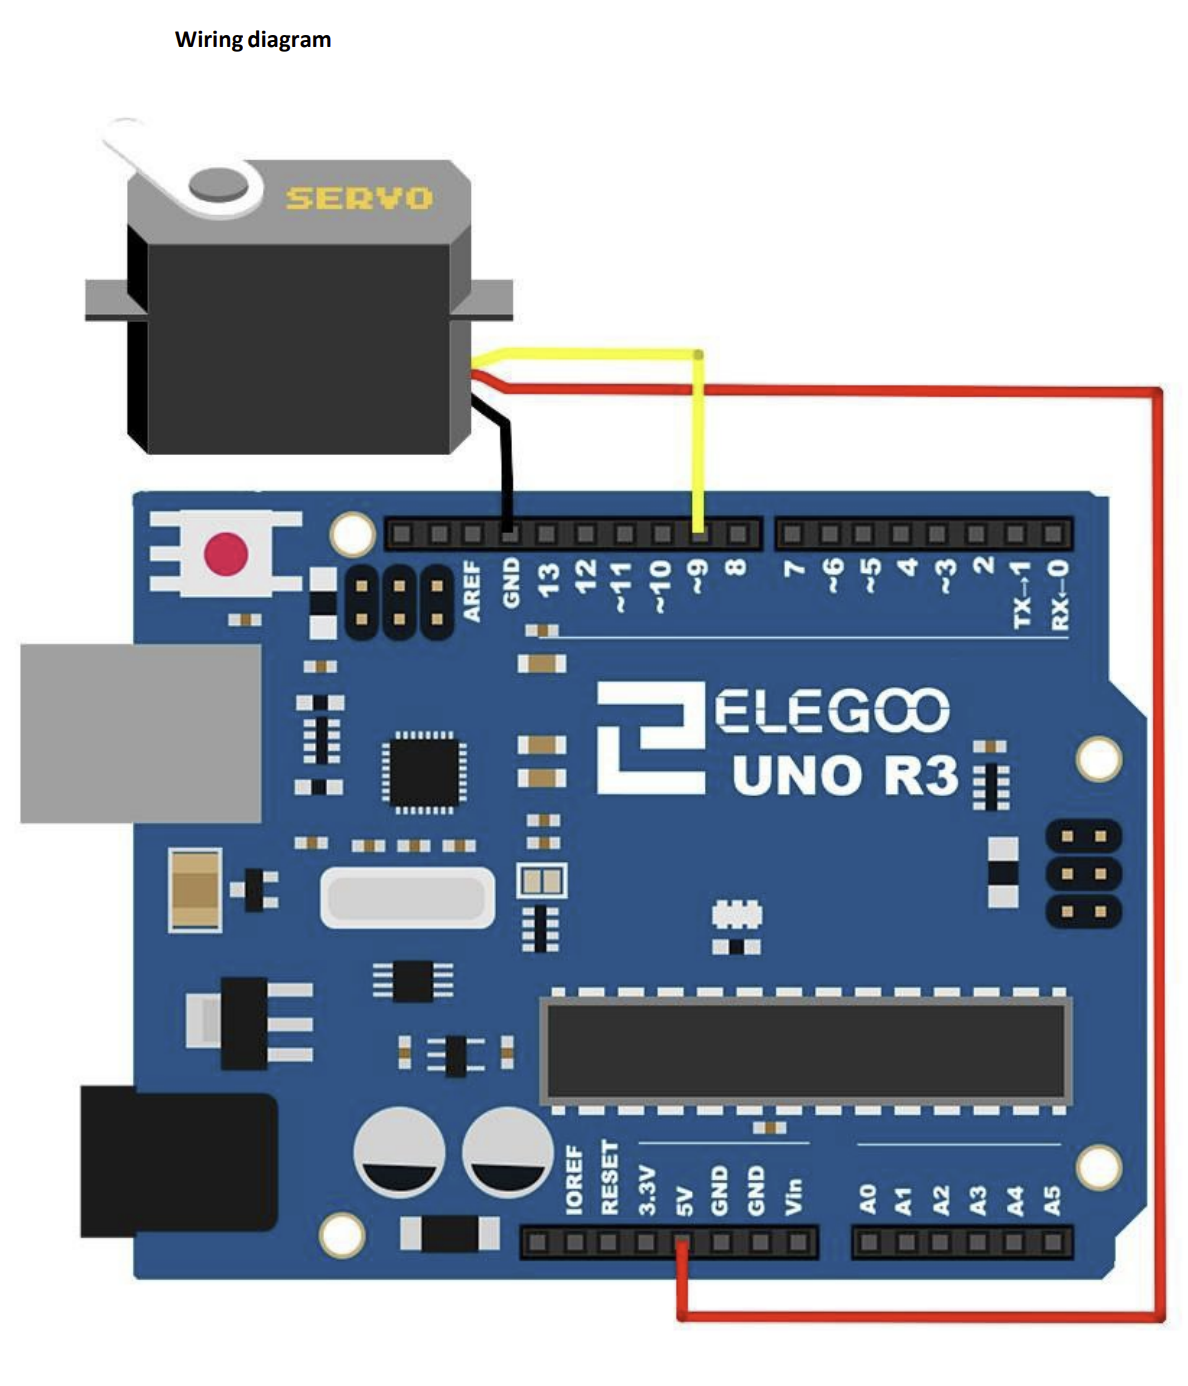 Wiring diagram
SERVO
AREF
GND
13
12
~11
~10
~9
8
7
~6
~5
4
~3
2
TX→1
RX←0
ELEGOO
UNO R3
IOREF
RESET
3.3V
5V
GND
GND
Vin
A0
A1
A2
A3
A4
A5